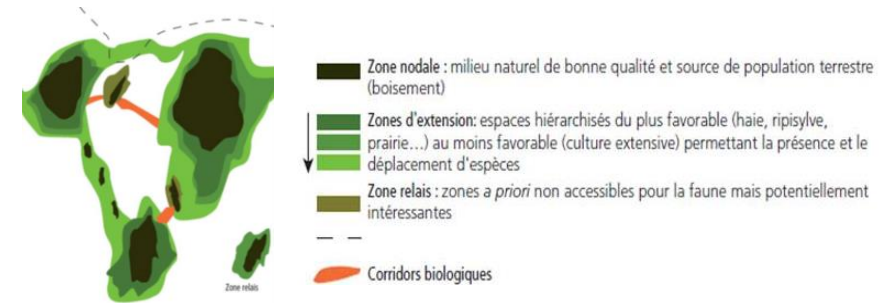 Zone nodale : milieu naturel de bonne qualité et source de population terrestre
(boisement)
Zones d'extension: espaces hiérarchisés du plus favorable (haie, ripisylve,
prairie...) au moins favorable (culture extensive) permettant la présence et le
déplacement d'espèces
Zone relais : zones a priori non accessibles pour la faune mais potentiellement
intéressantes
Corridors biologiques
Zone relais